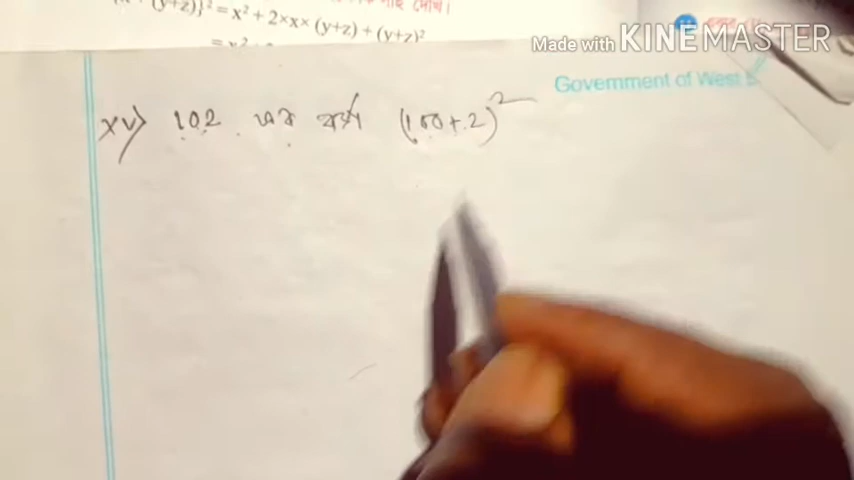 (y+z)}² = x² + 2×x× (y+z) + (y+z)²
Made with KINEMASTER
Government of West B
xv) 102 এর বর্গ (100+2)²